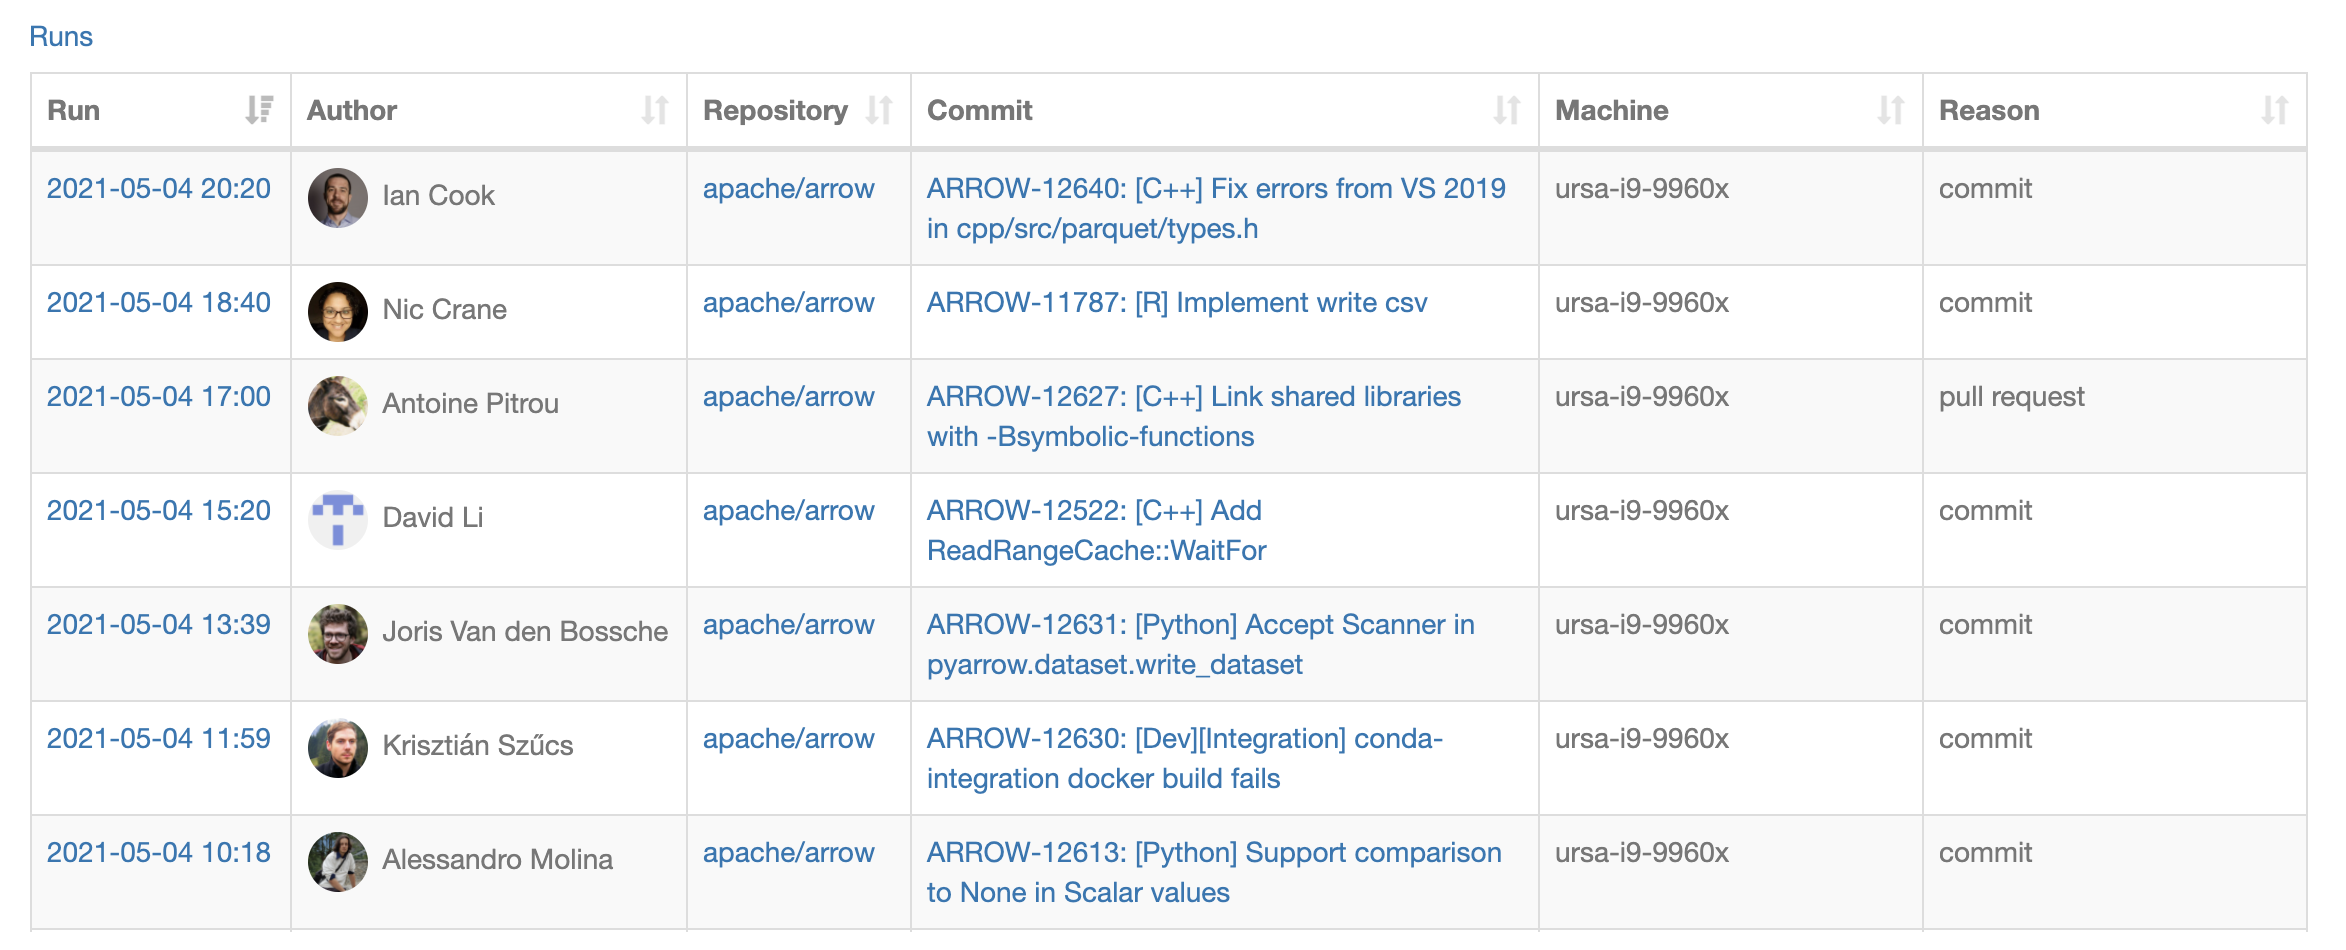 Runs
Run Author Repository Commit Machine Reason
2021-05-04 20:20 Ian Cook apache/arrow ARROW-12640: [C++] Fix errors from VS 2019 ursa-i9-9960x commit
in cpp/src/parquet/types.h
2021-05-04 18:40 Nic Crane apache/arrow ARROW-11787: [R] Implement write csv ursa-i9-9960x commit
2021-05-04 17:00 Antoine Pitrou apache/arrow ARROW-12627: [C++] Link shared libraries ursa-i9-9960x pull request
with -Bsymbolic-functions
2021-05-04 15:20 David Li apache/arrow ARROW-12522: [C++] Add ursa-i9-9960x commit
ReadRangeCache::WaitFor
2021-05-04 13:39 Joris Van den Bossche apache/arrow ARROW-12631: [Python] Accept Scanner in ursa-i9-9960x commit
pyarrow.dataset.write_dataset
2021-05-04 11:59 Krisztián Szűcs apache/arrow ARROW-12630: [Dev][Integration] conda- ursa-i9-9960x commit
integration docker build fails
2021-05-04 10:18 Alessandro Molina apache/arrow ARROW-12613: [Python] Support comparison ursa-i9-9960x commit
to None in Scalar values